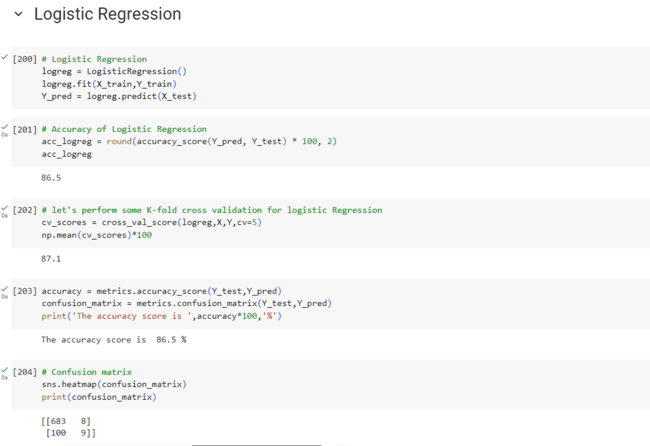 Logistic Regression
[200] # Logistic Regression
logreg = LogisticRegression()
logreg.fit(X_train,Y_train)
Y_pred = logreg.predict(X_test)
0s [201] # Accuracy of Logistic Regression
acc_logreg = round(accuracy_score(Y_pred, Y_test) * 100, 2)
acc_logreg
86.5
0s [202] # let's perform some K-fold cross validation for logistic Regression
cv_scores = cross_val_score(logreg,X,Y,cv=5)
np.mean(cv_scores)*100
87.1
0s [203] accuracy = metrics.accuracy_score(Y_test,Y_pred)
confusion_matrix = metrics.confusion_matrix(Y_test,Y_pred)
print('The accuracy score is ',accuracy*100,'%')
The accuracy score is  86.5 %
0s [204] # Confusion matrix
sns.heatmap(confusion_matrix)
print(confusion_matrix)
[[683   8]
 [100   9]]